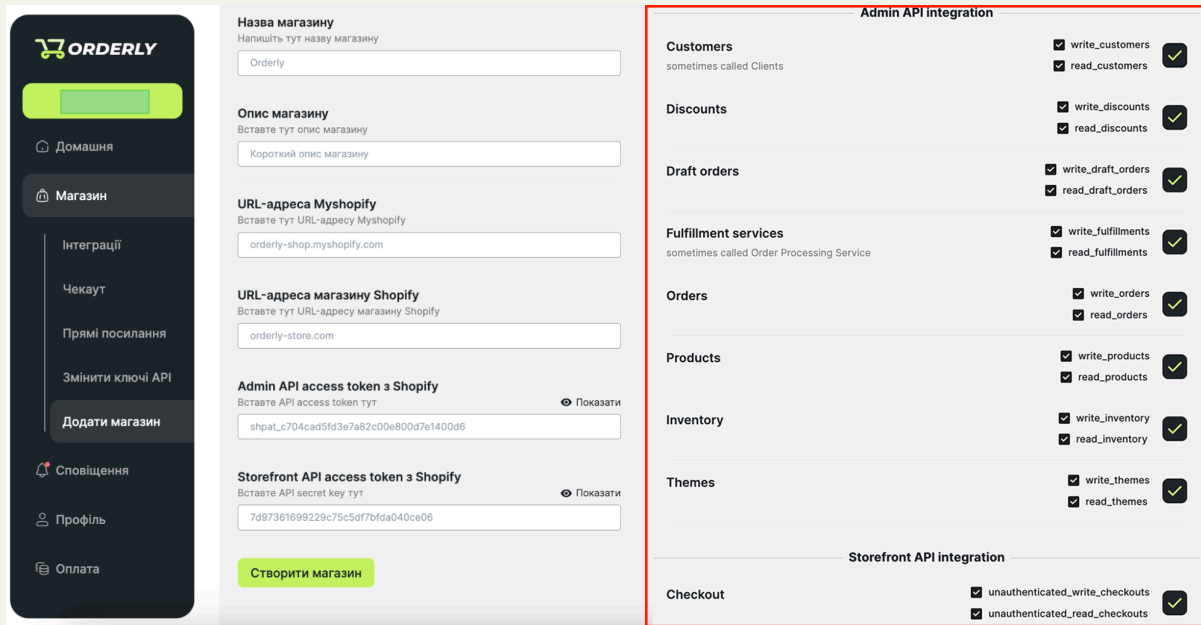 ORDERLY
Домашня
Магазин
Інтеграції
Чекаут
Прямі посилання
Змінити ключі API
Додати магазин
Сповіщення
Профіль
Оплата
Назва магазину
Напишіть тут назву магазину
Orderly
Опис магазину
Вставте тут опис магазину
Короткий опис магазину
URL-адреса Myshopify
Вставте тут URL-адресу Myshopify
orderly-shop.myshopify.com
URL-адреса магазину Shopify
Вставте тут URL-адресу магазину Shopify
orderly-store.com
Admin API access token з Shopify
Вставте API access token тут Показати
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
Storefront API access token з Shopify
Вставте API secret key тут Показати
7d97361699229c75c5df7bfda040ce06
Створити магазин
Admin API integration
Customers
sometimes called Clients
write_customers
read_customers
Discounts
write_discounts
read_discounts
Draft orders
write_draft_orders
read_draft_orders
Fulfillment services
sometimes called Order Processing Service
write_fulfillments
read_fulfillments
Orders
write_orders
read_orders
Products
write_products
read_products
Inventory
write_inventory
read_inventory
Themes
write_themes
read_themes
Storefront API integration
Checkout
unauthenticated_write_checkouts
unauthenticated_read_checkouts